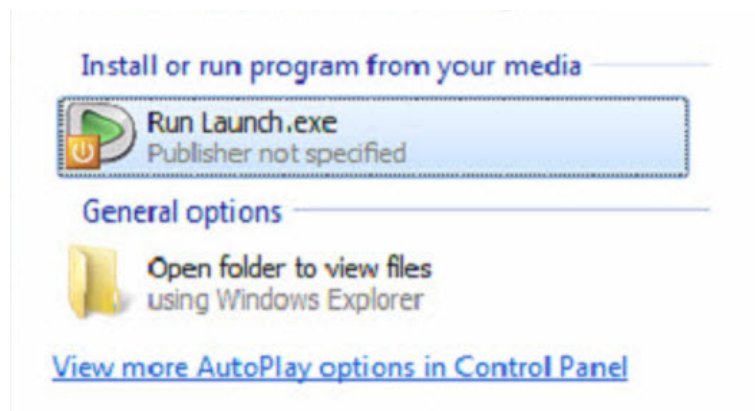 Install or run program from your media
Run Launch.exe
Publisher not specified
General options
Open folder to view files
using Windows Explorer
View more AutoPlay options in Control Panel